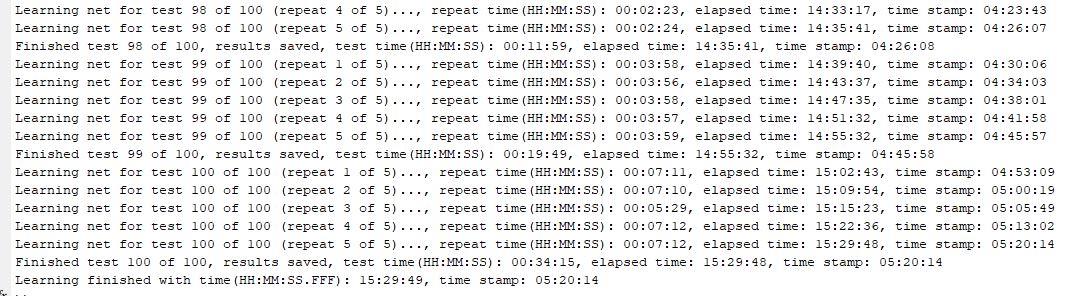 Learning net for test 98 of 100 (repeat 4 of 5)..., repeat time(HH:MM:SS): 00:02:23, elapsed time: 14:33:17, time stamp: 04:23:43
Learning net for test 98 of 100 (repeat 5 of 5)..., repeat time(HH:MM:SS): 00:02:24, elapsed time: 14:35:41, time stamp: 04:26:07
Finished test 98 of 100, results saved, test time(HH:MM:SS): 00:11:59, elapsed time: 14:35:41, time stamp: 04:26:08
Learning net for test 99 of 100 (repeat 1 of 5)..., repeat time(HH:MM:SS): 00:03:58, elapsed time: 14:39:40, time stamp: 04:30:06
Learning net for test 99 of 100 (repeat 2 of 5)..., repeat time(HH:MM:SS): 00:03:56, elapsed time: 14:43:37, time stamp: 04:34:03
Learning net for test 99 of 100 (repeat 3 of 5)..., repeat time(HH:MM:SS): 00:03:58, elapsed time: 14:47:35, time stamp: 04:38:01
Learning net for test 99 of 100 (repeat 4 of 5)..., repeat time(HH:MM:SS): 00:03:57, elapsed time: 14:51:32, time stamp: 04:41:58
Learning net for test 99 of 100 (repeat 5 of 5)..., repeat time(HH:MM:SS): 00:03:59, elapsed time: 14:55:32, time stamp: 04:45:57
Finished test 99 of 100, results saved, test time(HH:MM:SS): 00:19:49, elapsed time: 14:55:32, time stamp: 04:45:58
Learning net for test 100 of 100 (repeat 1 of 5)..., repeat time(HH:MM:SS): 00:07:11, elapsed time: 15:02:43, time stamp: 04:53:09
Learning net for test 100 of 100 (repeat 2 of 5)..., repeat time(HH:MM:SS): 00:07:10, elapsed time: 15:09:54, time stamp: 05:00:19
Learning net for test 100 of 100 (repeat 3 of 5)..., repeat time(HH:MM:SS): 00:05:29, elapsed time: 15:15:23, time stamp: 05:05:49
Learning net for test 100 of 100 (repeat 4 of 5)..., repeat time(HH:MM:SS): 00:07:12, elapsed time: 15:22:36, time stamp: 05:13:02
Learning net for test 100 of 100 (repeat 5 of 5)..., repeat time(HH:MM:SS): 00:07:12, elapsed time: 15:29:48, time stamp: 05:20:14
Finished test 100 of 100, results saved, test time(HH:MM:SS): 00:34:15, elapsed time: 15:29:48, time stamp: 05:20:14
Learning finished with time(HH:MM:SS.FFF): 15:29:49, time stamp: 05:20:14